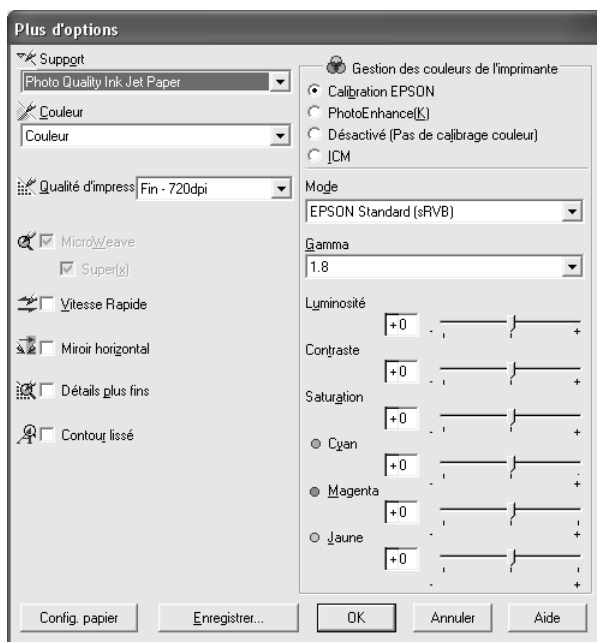 Plus d'options
Support
Photo Quality Ink Jet Paper
Couleur
Couleur
Qualité d'impress
Fin - 720dpi
MicroWeave
Super(x)
Vitesse Rapide
Miroir horizontal
Détails plus fins
Contour lissé
Gestion des couleurs de l'imprimante
Calibration EPSON
PhotoEnhance(K)
Désactivé (Pas de calibrage couleur)
ICM
Mode
EPSON Standard (sRVB)
Gamma
1.8
Luminosité
+0
- +
Contraste
+0
- +
Saturation
+0
- +
Cyan
+0
- +
Magenta
+0
- +
Jaune
+0
- +
Config. papier
Enregistrer...
OK
Annuler
Aide